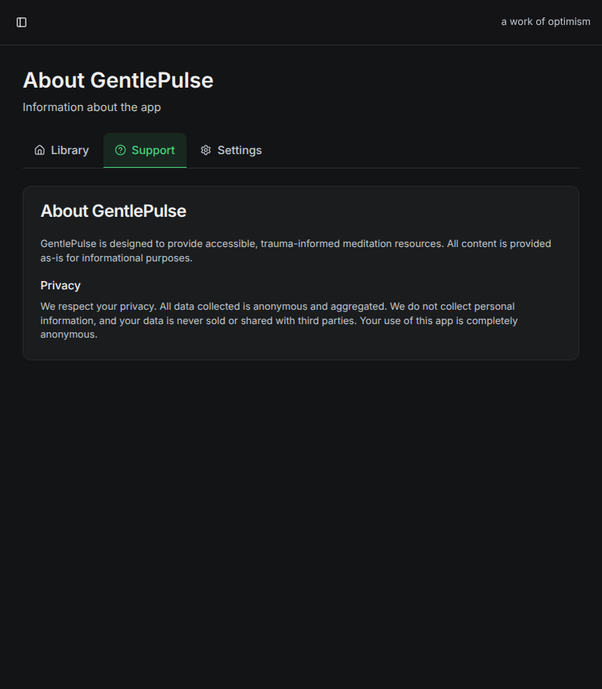 a work of optimism
About GentlePulse
Information about the app
Library
Support
Settings
About GentlePulse
GentlePulse is designed to provide accessible, trauma-informed meditation resources. All content is provided
as-is for informational purposes.
Privacy
We respect your privacy. All data collected is anonymous and aggregated. We do not collect personal
information, and your data is never sold or shared with third parties. Your use of this app is completely
anonymous.